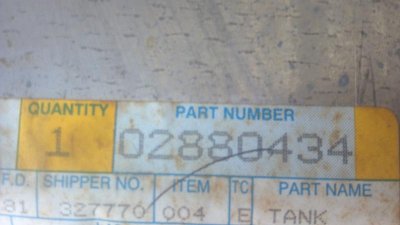 QUANTITY PART NUMBER
1 02880434
F.O. SHIPPER NO. ITEM TC PART NAME
31 327770 004 E TANK